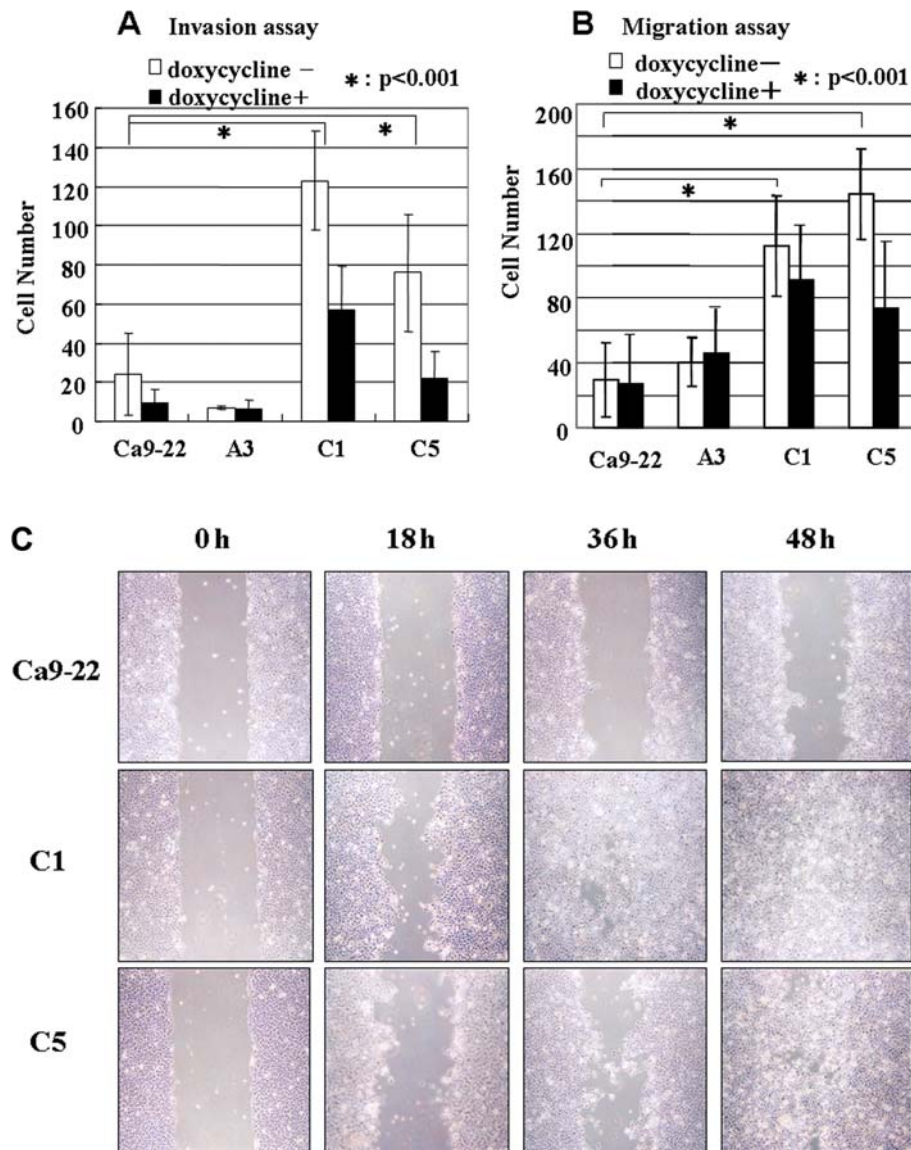 A Invasion assay
doxycycline −
doxycycline+
* : p<0.001
160
140
120
100
80
60
40
20
0
Cell Number
*
*
Ca9-22 A3 C1 C5
B Migration assay
doxycycline−
doxycycline+
* : p<0.001
200
160
120
80
40
0
Cell Number
*
*
Ca9-22 A3 C1 C5
C 0 h 18 h 36 h 48 h
Ca9-22
C1
C5